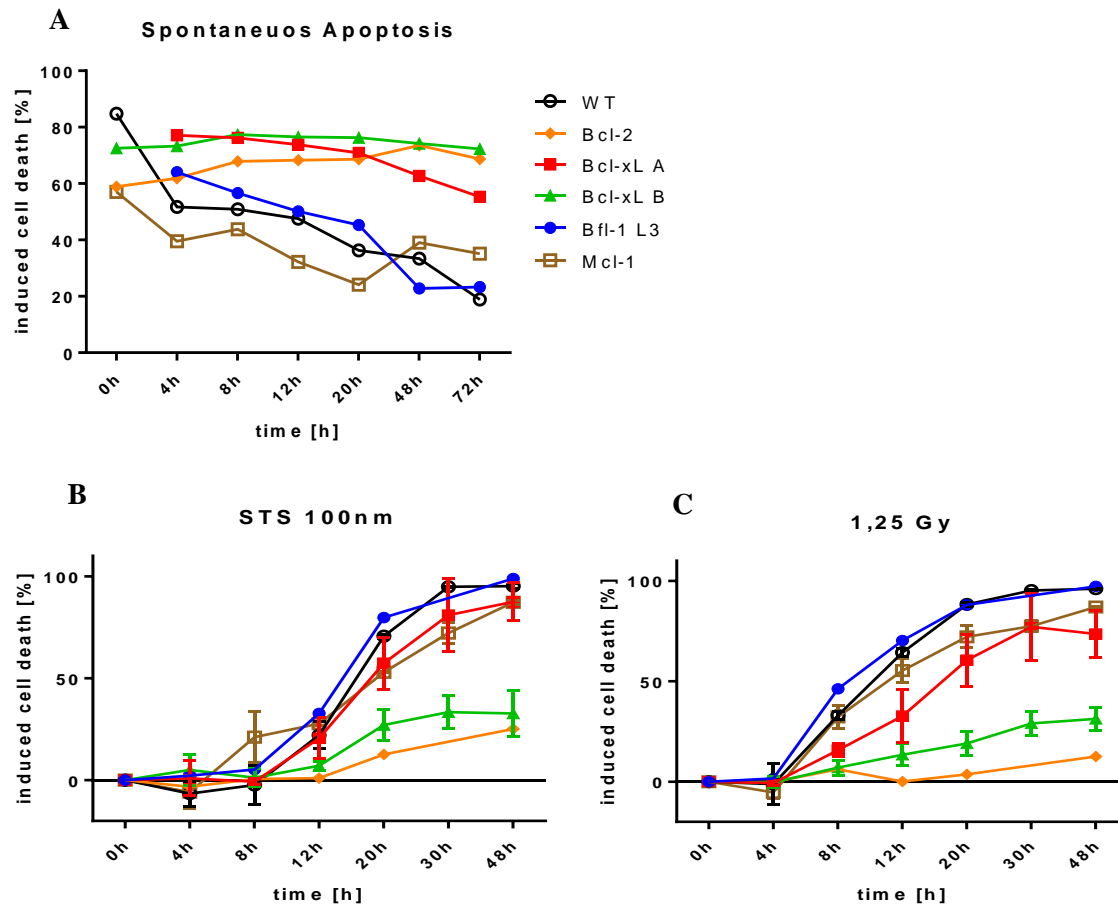 A
Spontaneuos Apoptosis
induced cell death [%]
100
80
60
40
20
0
0h 4h 8h 12h 20h 48h 72h
time [h]
WT
Bcl-2
Bcl-xL A
Bcl-xL B
Bfl-1 L3
Mcl-1
B
STS 100nm
induced cell death [%]
100
50
0
0h 4h 8h 12h 20h 30h 48h
time [h]
C
1,25 Gy
induced cell death [%]
100
50
0
0h 4h 8h 12h 20h 30h 48h
time [h]